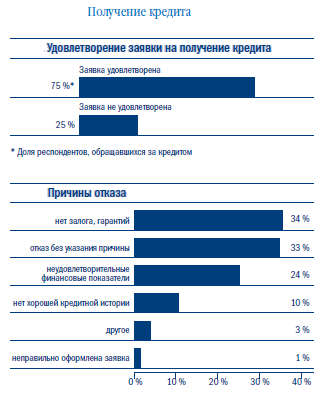 Получение кредита
Удовлетворение заявки на получение кредита
Заявка удовлетворена
75 %*
Заявка не удовлетворена
25 %
* Доля респондентов, обращавшихся за кредитом
Причины отказа
нет залога, гарантий 34 %
отказ без указания причины 33 %
неудовлетворительные
финансовые показатели 24 %
нет хорошей кредитной истории 10 %
другое 3 %
неправильно оформлена заявка 1 %
0 % 10 % 20 % 30 % 40 %